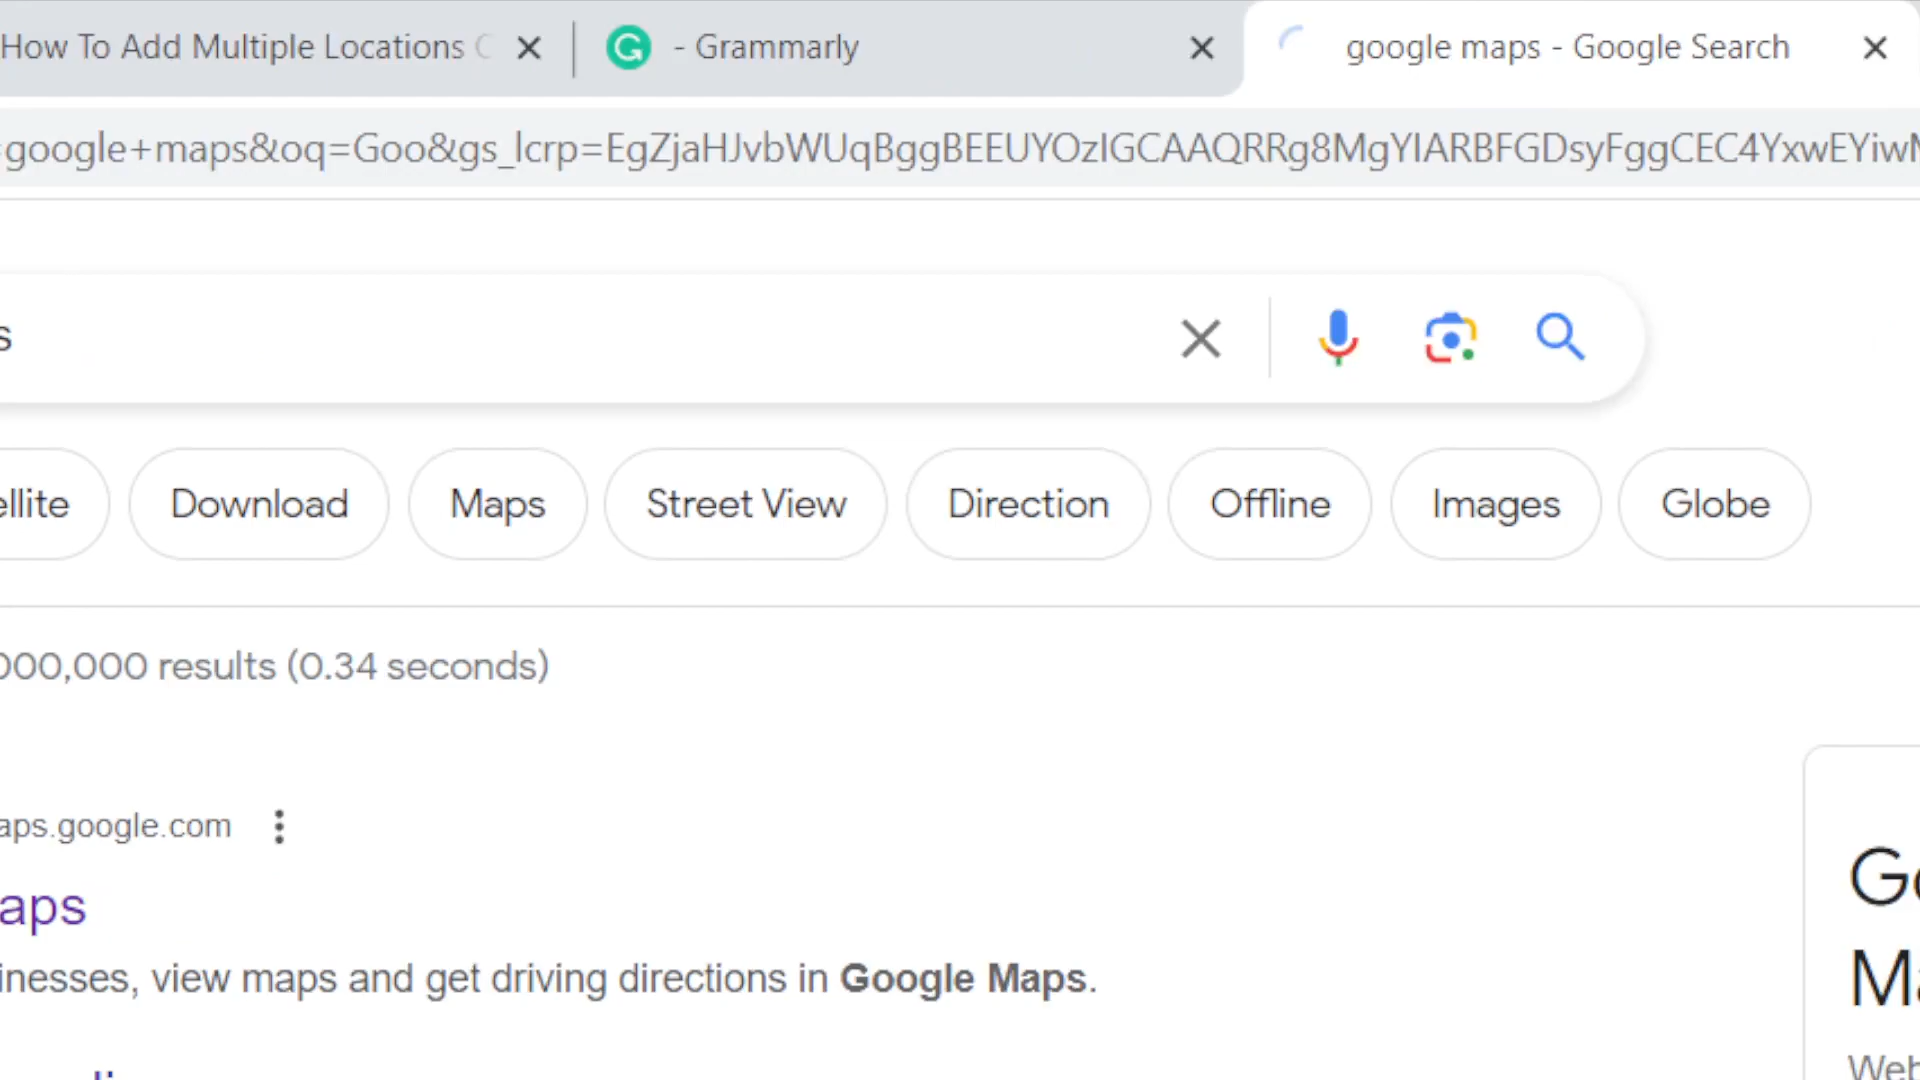 How To Add Multiple Locations
- Grammarly
google maps - Google Search
google+maps&oq=Goo&gs_lcrp=EgZjaHJvbWUqBggBEEUYOzIGCAAQRRg8MgYIARBFGDsyFggCEC4YxwEYiw
s
ellite
Download
Maps
Street View
Direction
Offline
Images
Globe
000,000 results (0.34 seconds)
aps.google.com
aps
inesses, view maps and get driving directions in Google Maps.
Go
Ma
Web